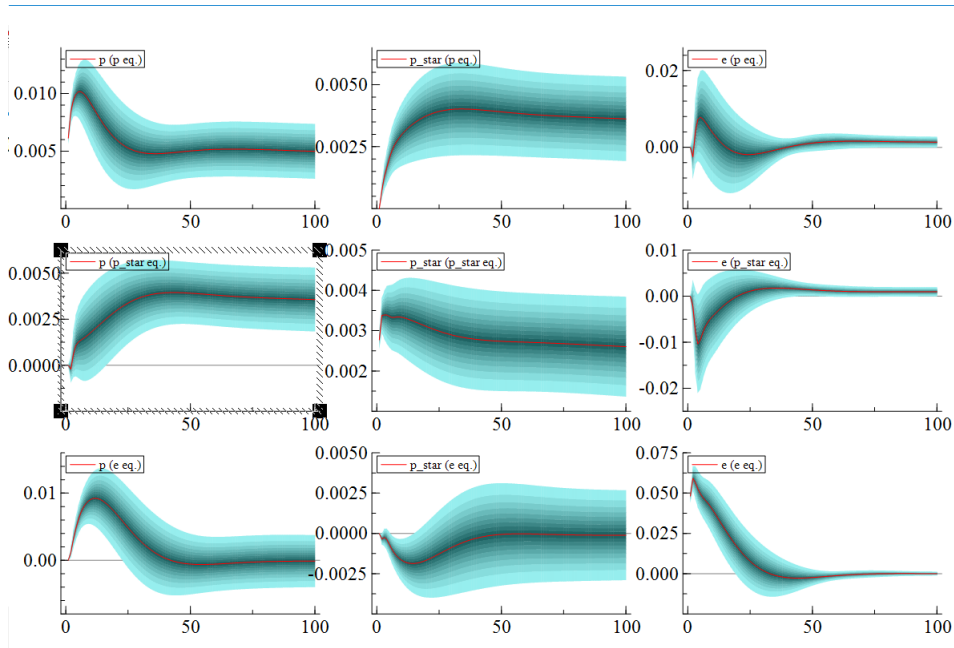 p (p eq.)
p_star (p eq.)
e (p eq.)
0.010
0.005
0 50 100
0.0050
0.0025
0 50 100
0.02
0.00
0 50 100
p (p_star eq.)
p_star (p_star eq.)
e (p_star eq.)
0.0050
0.0025
0.0000
0 50 100
0.005
0.004
0.003
0.002
0 50 100
0.01
0.00
-0.01
-0.02
0 50 100
p (e eq.)
p_star (e eq.)
e (e eq.)
0.01
0.00
0 50 100
0.0025
0.0000
-0.0025
0 50 100
0.075
0.050
0.025
0.000
0 50 100